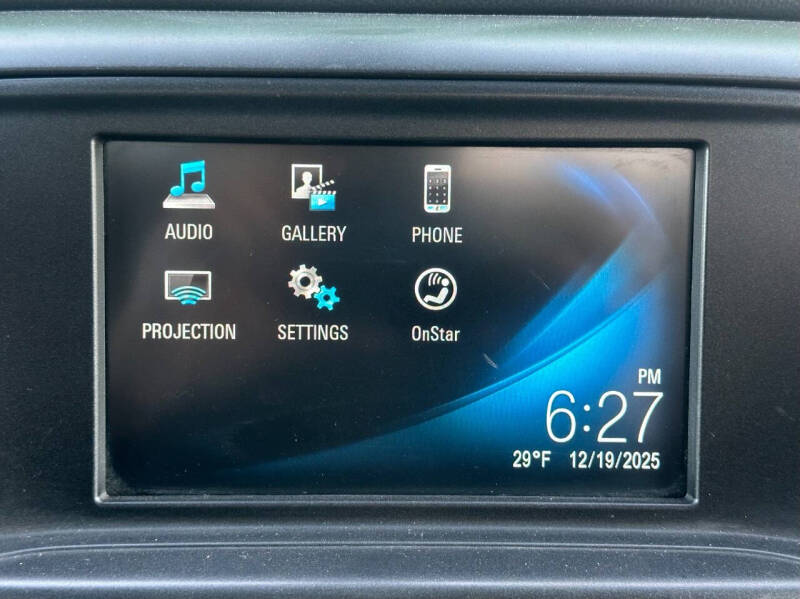 AUDIO GALLERY PHONE
PROJECTION SETTINGS OnStar
PM
6:27
29°F 12/19/2025